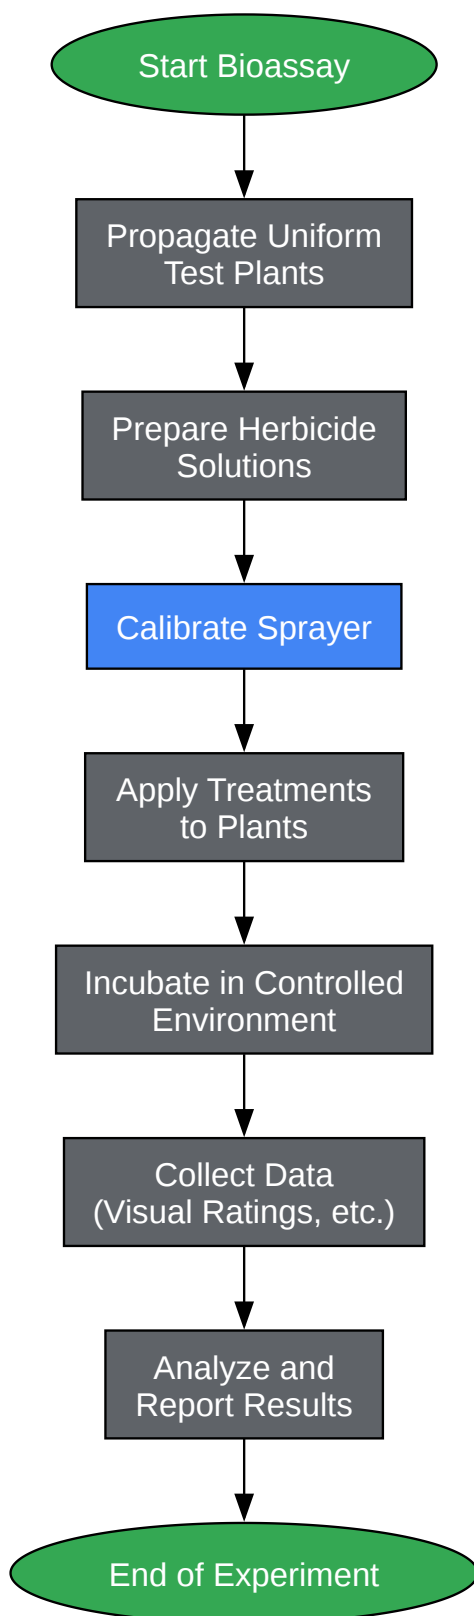 Start Bioassay
Propagate Uniform
Test Plants
Prepare Herbicide
Solutions
Calibrate Sprayer
Apply Treatments
to Plants
Incubate in Controlled
Environment
Collect Data
(Visual Ratings, etc.)
Analyze and
Report Results
End of Experiment